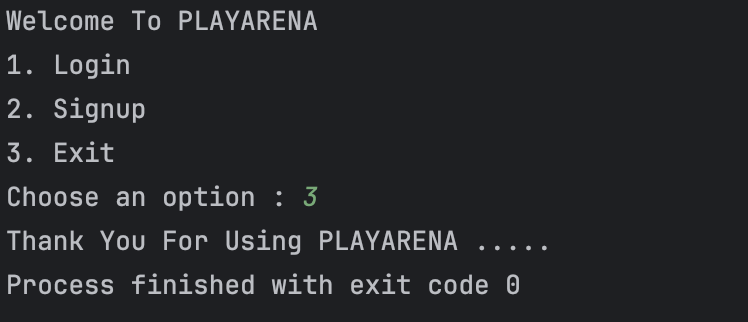 Welcome To PLAYARENA
1. Login
2. Signup
3. Exit
Choose an option : 3
Thank You For Using PLAYARENA .....
Process finished with exit code 0